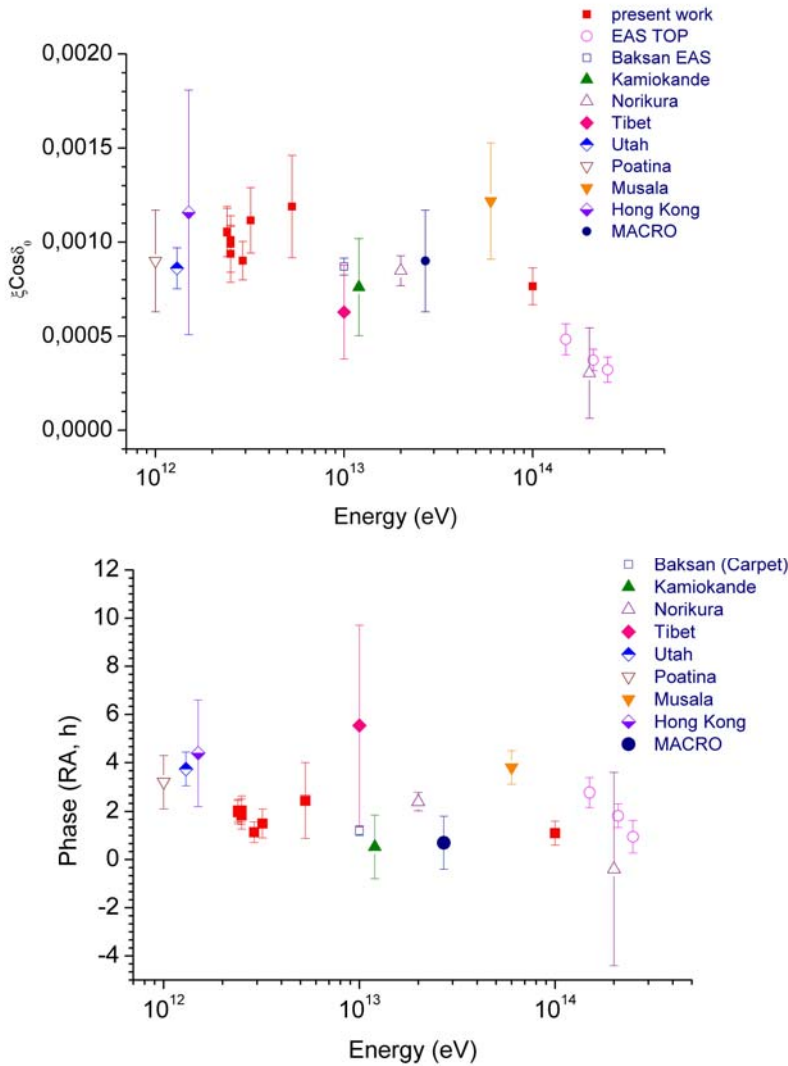 present work
EAS TOP
Baksan EAS
Kamiokande
Norikura
Tibet
Utah
Poatina
Musala
Hong Kong
MACRO
0,0020
0,0015
0,0010
0,0005
0,0000
ξCosδ₀
10¹² 10¹³ 10¹⁴
Energy (eV)
Baksan (Carpet)
Kamiokande
Norikura
Tibet
Utah
Poatina
Musala
Hong Kong
MACRO
12
10
8
6
4
2
0
-2
-4
Phase (RA, h)
10¹² 10¹³ 10¹⁴
Energy (eV)